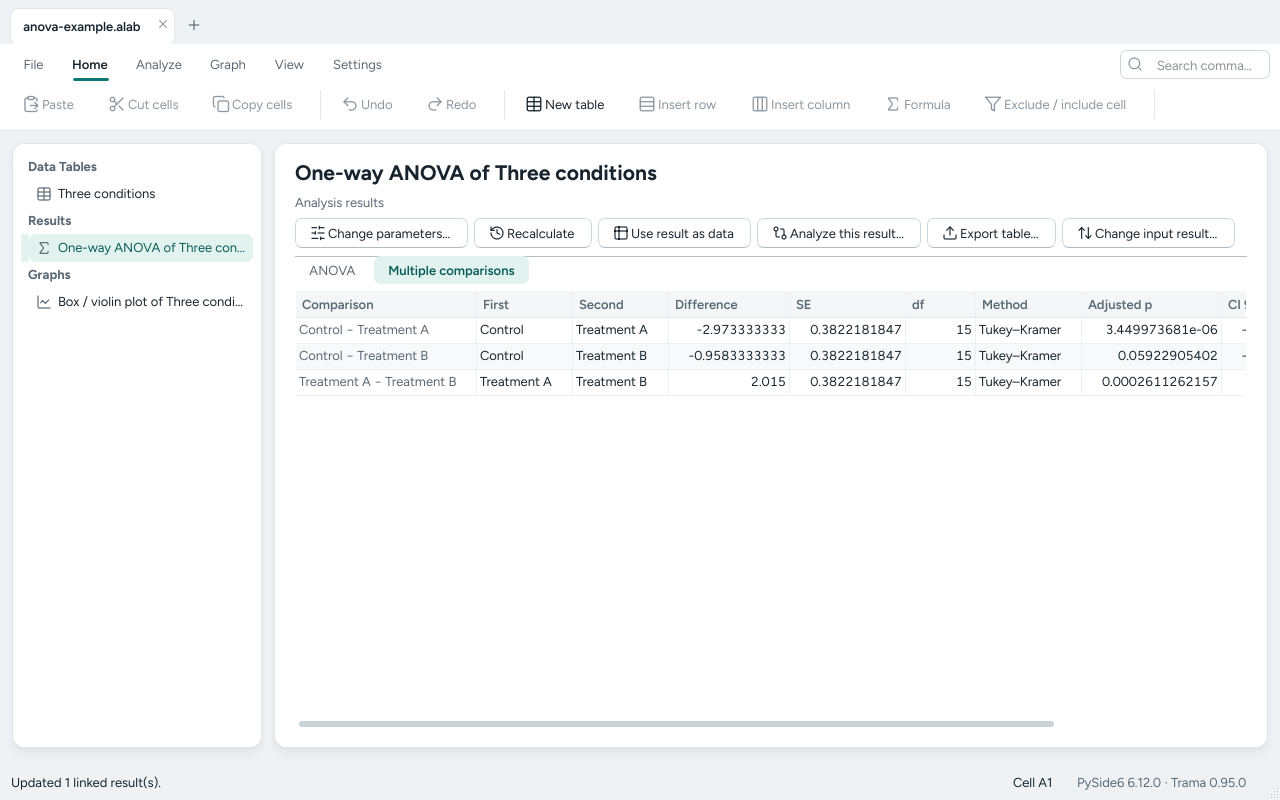 anova-example.alab
File Home Analyze Graph View Settings Search comma...
Paste Cut cells Copy cells Undo Redo New table Insert row Insert column Formula Exclude / include cell
Data Tables
Three conditions
Results
One-way ANOVA of Three con...
Graphs
Box / violin plot of Three condi...
One-way ANOVA of Three conditions
Analysis results
Change parameters... Recalculate Use result as data Analyze this result... Export table... Change input result...
ANOVA Multiple comparisons
Comparison First Second Difference SE df Method Adjusted p CI
Control − Treatment A Control Treatment A -2.973333333 0.3822181847 15 Tukey–Kramer 3.449973681e-06 -
Control − Treatment B Control Treatment B -0.9583333333 0.3822181847 15 Tukey–Kramer 0.05922905402 -
Treatment A − Treatment B Treatment A Treatment B 2.015 0.3822181847 15 Tukey–Kramer 0.0002611262157
Updated 1 linked result(s). Cell A1 PySide6 6.12.0 · Trama 0.95.0